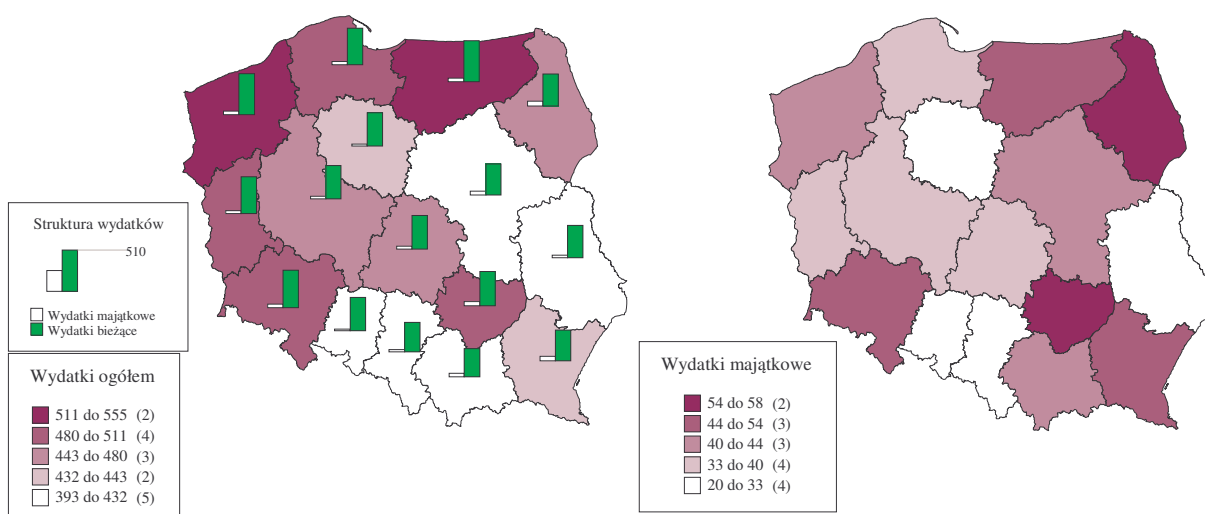 Struktura wydatków
510
Wydatki majątkowe
Wydatki bieżące
Wydatki ogółem
511 do 555 (2)
480 do 511 (4)
443 do 480 (3)
432 do 443 (2)
393 do 432 (5)
Wydatki majątkowe
54 do 58 (2)
44 do 54 (3)
40 do 44 (3)
33 do 40 (4)
20 do 33 (4)